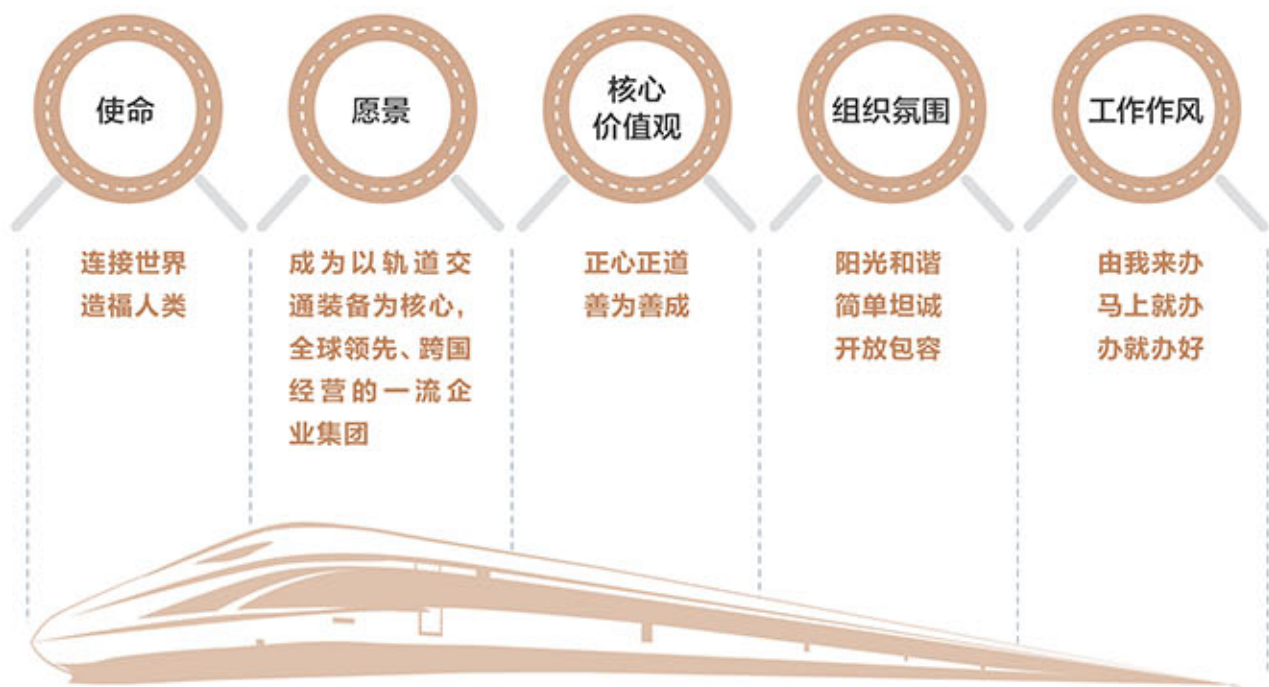 使命
愿景
核心
价值观
组织氛围
工作作风
连接世界
造福人类
成为以轨道交
通装备为核心，
全球领先、跨国
经营的一流企
业集团
正心正道
善为善成
阳光和谐
简单坦诚
开放包容
由我来办
马上就办
办就办好